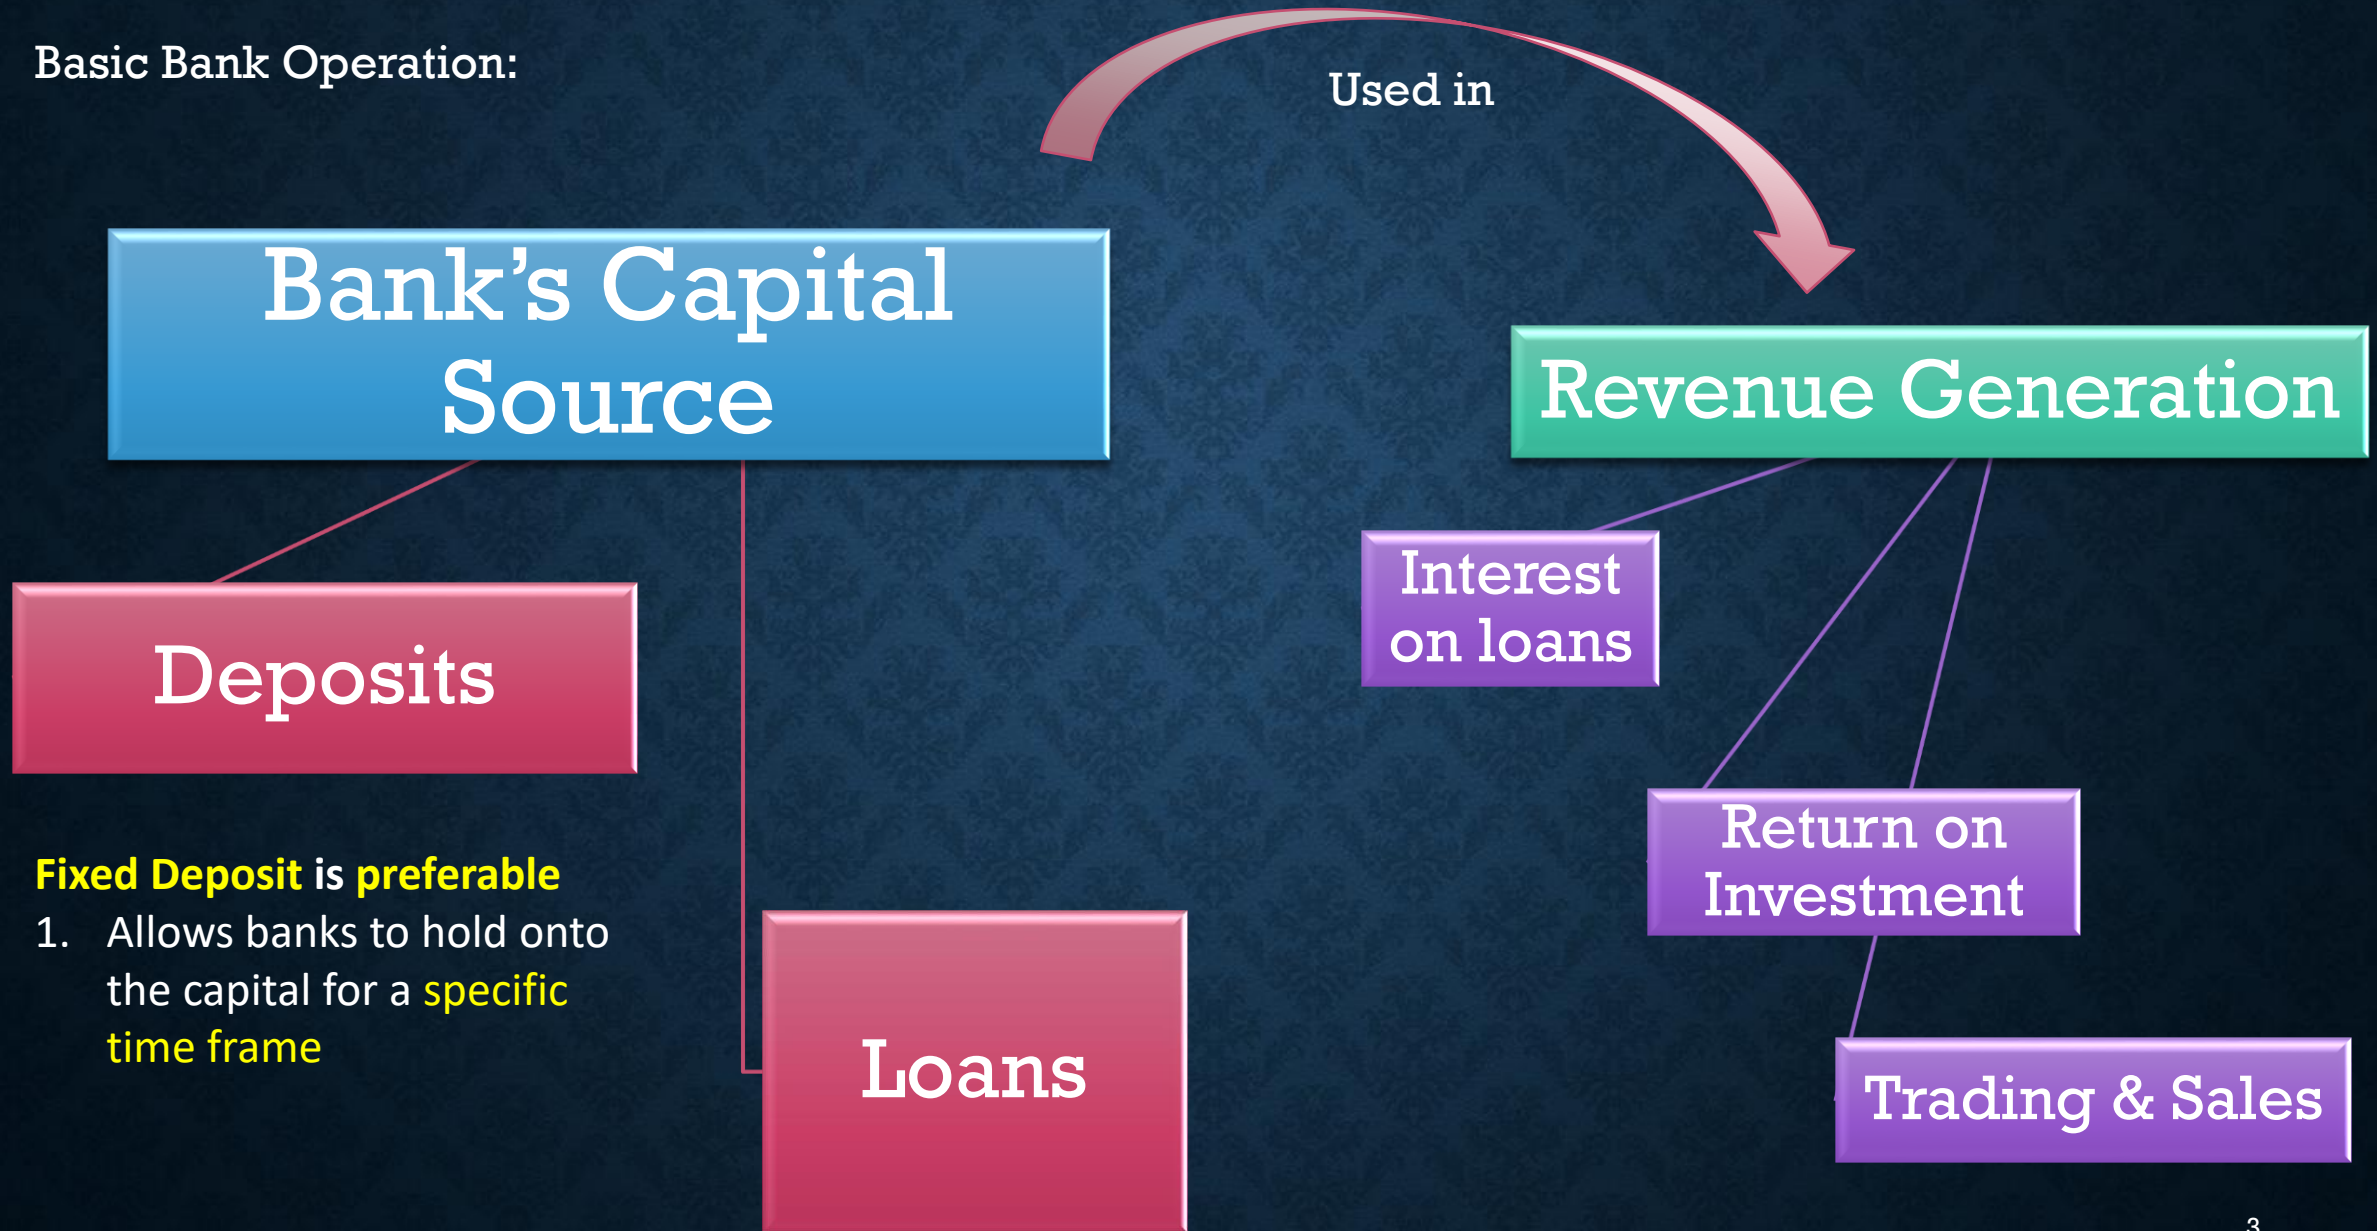 Basic Bank Operation:
Used in
Bank’s Capital
Source
Revenue Generation
Deposits
Interest
on loans
Fixed Deposit is preferable
1. Allows banks to hold onto
the capital for a specific
time frame
Loans
Return on
Investment
Trading & Sales
3